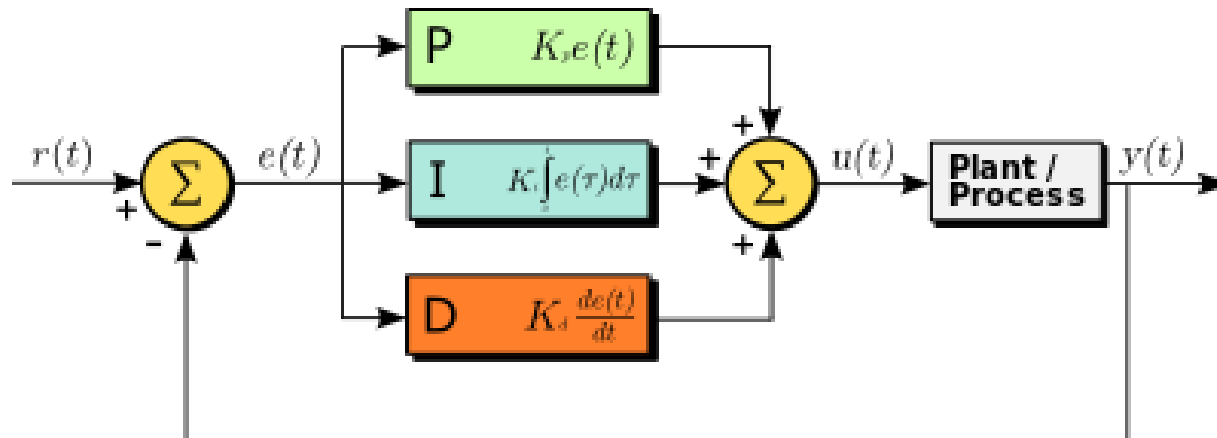 P K_p e(t)
r(t)
+
-
Σ
e(t)
I K_i ∫e(τ)dτ
+
+
+
Σ
u(t)
Plant /
Process
y(t)
D K_d de(t)/dt